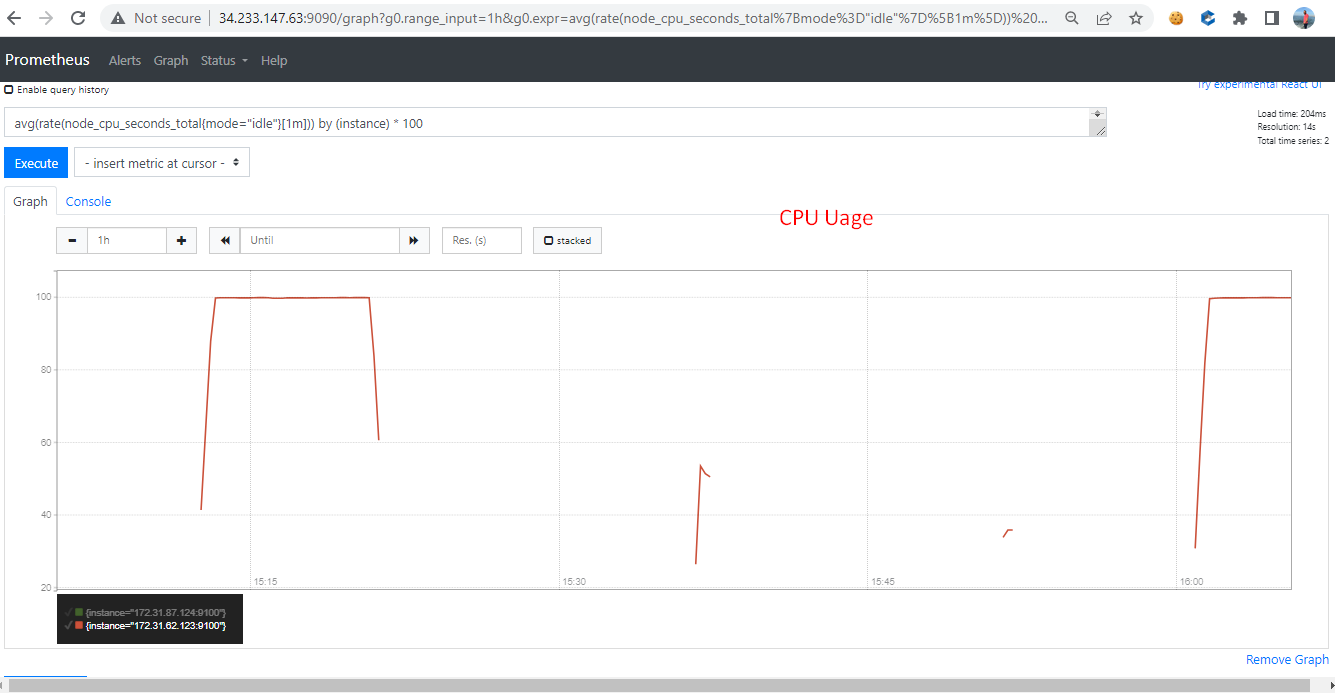 Not secure | 34.233.147.63:9090/graph?g0.range_input=1h&g0.expr=avg(rate(node_cpu_seconds_total%7Bmode%3D"idle"%7D%5B1m%5D))%20...
Prometheus Alerts Graph Status Help
Enable query history
Try experimental React UI
avg(rate(node_cpu_seconds_total{mode="idle"}[1m])) by (instance) * 100
Load time: 204ms
Resolution: 14s
Total time series: 2
Execute - insert metric at cursor -
Graph Console
CPU Uage
- 1h + Until Res. (s) stacked
100
80
60
40
20
15:15 15:30 15:45 16:00
{instance="172.31.87.124:9100"}
{instance="172.31.62.123:9100"}
Remove Graph